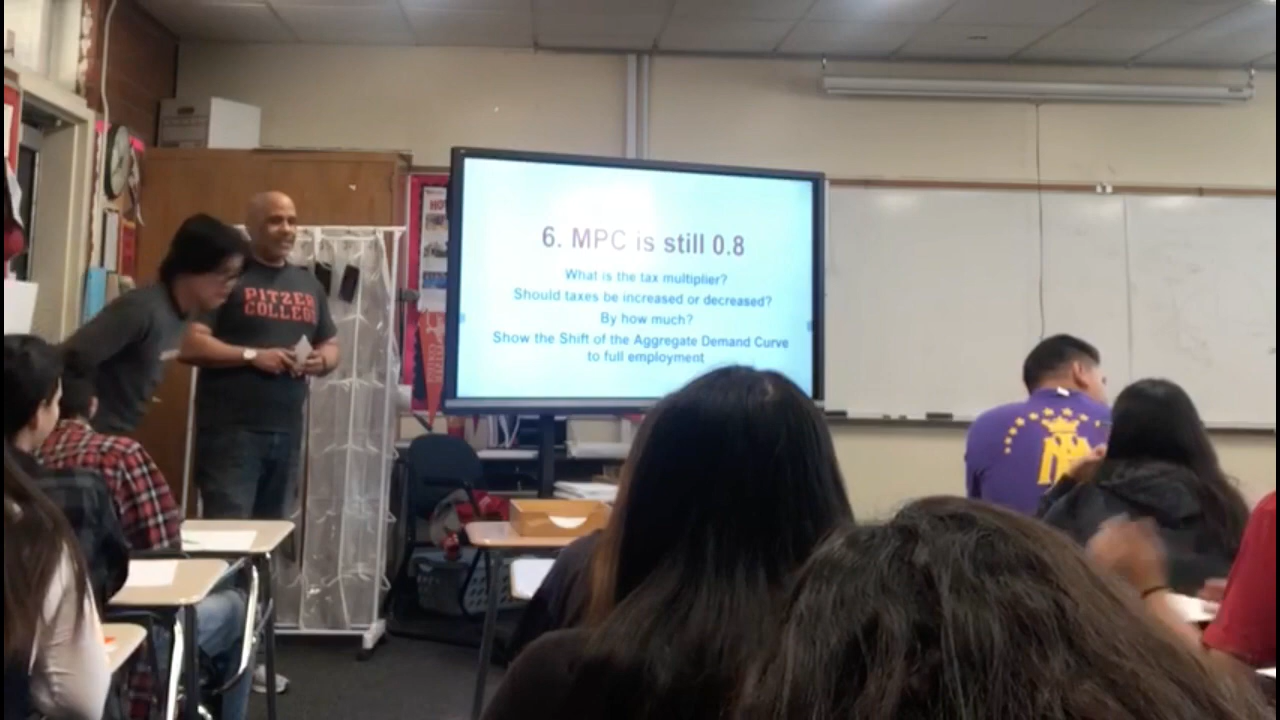 PITZER
COLLEGE
6. MPC is still 0.8
What is the tax multiplier?
Should taxes be increased or decreased?
By how much?
Show the Shift of the Aggregate Demand Curve
to full employment